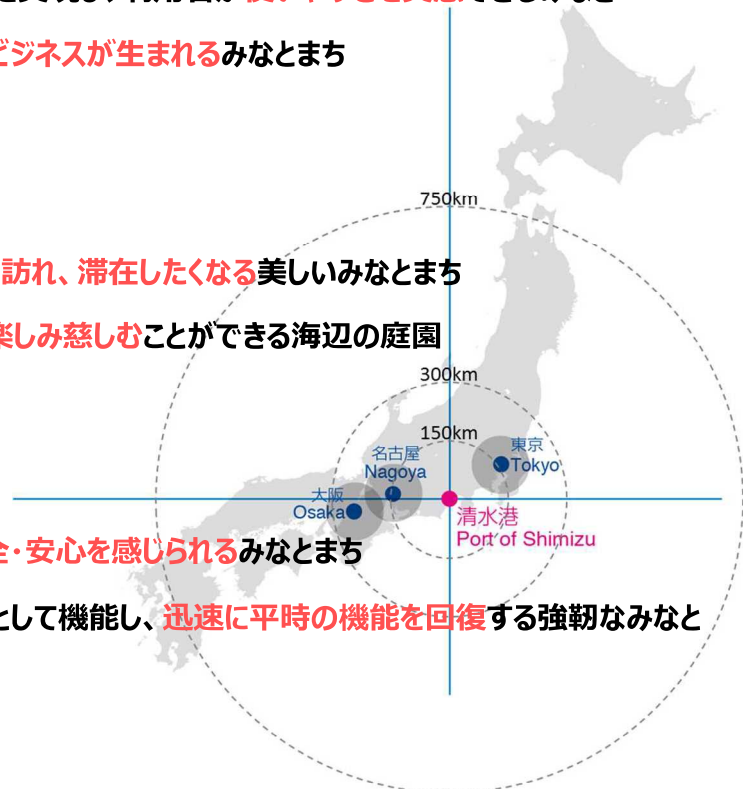 ビジネスが生まれるみなとまち
750km
訪れ、滞在したくなる美しいみなとまち
楽しみ慈しむことができる海辺の庭園
300km
150km
東京
Tokyo
名古屋
Nagoya
大阪
Osaka
清水港
Port of Shimizu
・安心を感じられるみなとまち
として機能し、迅速に平時の機能を回復する強靭なみなと